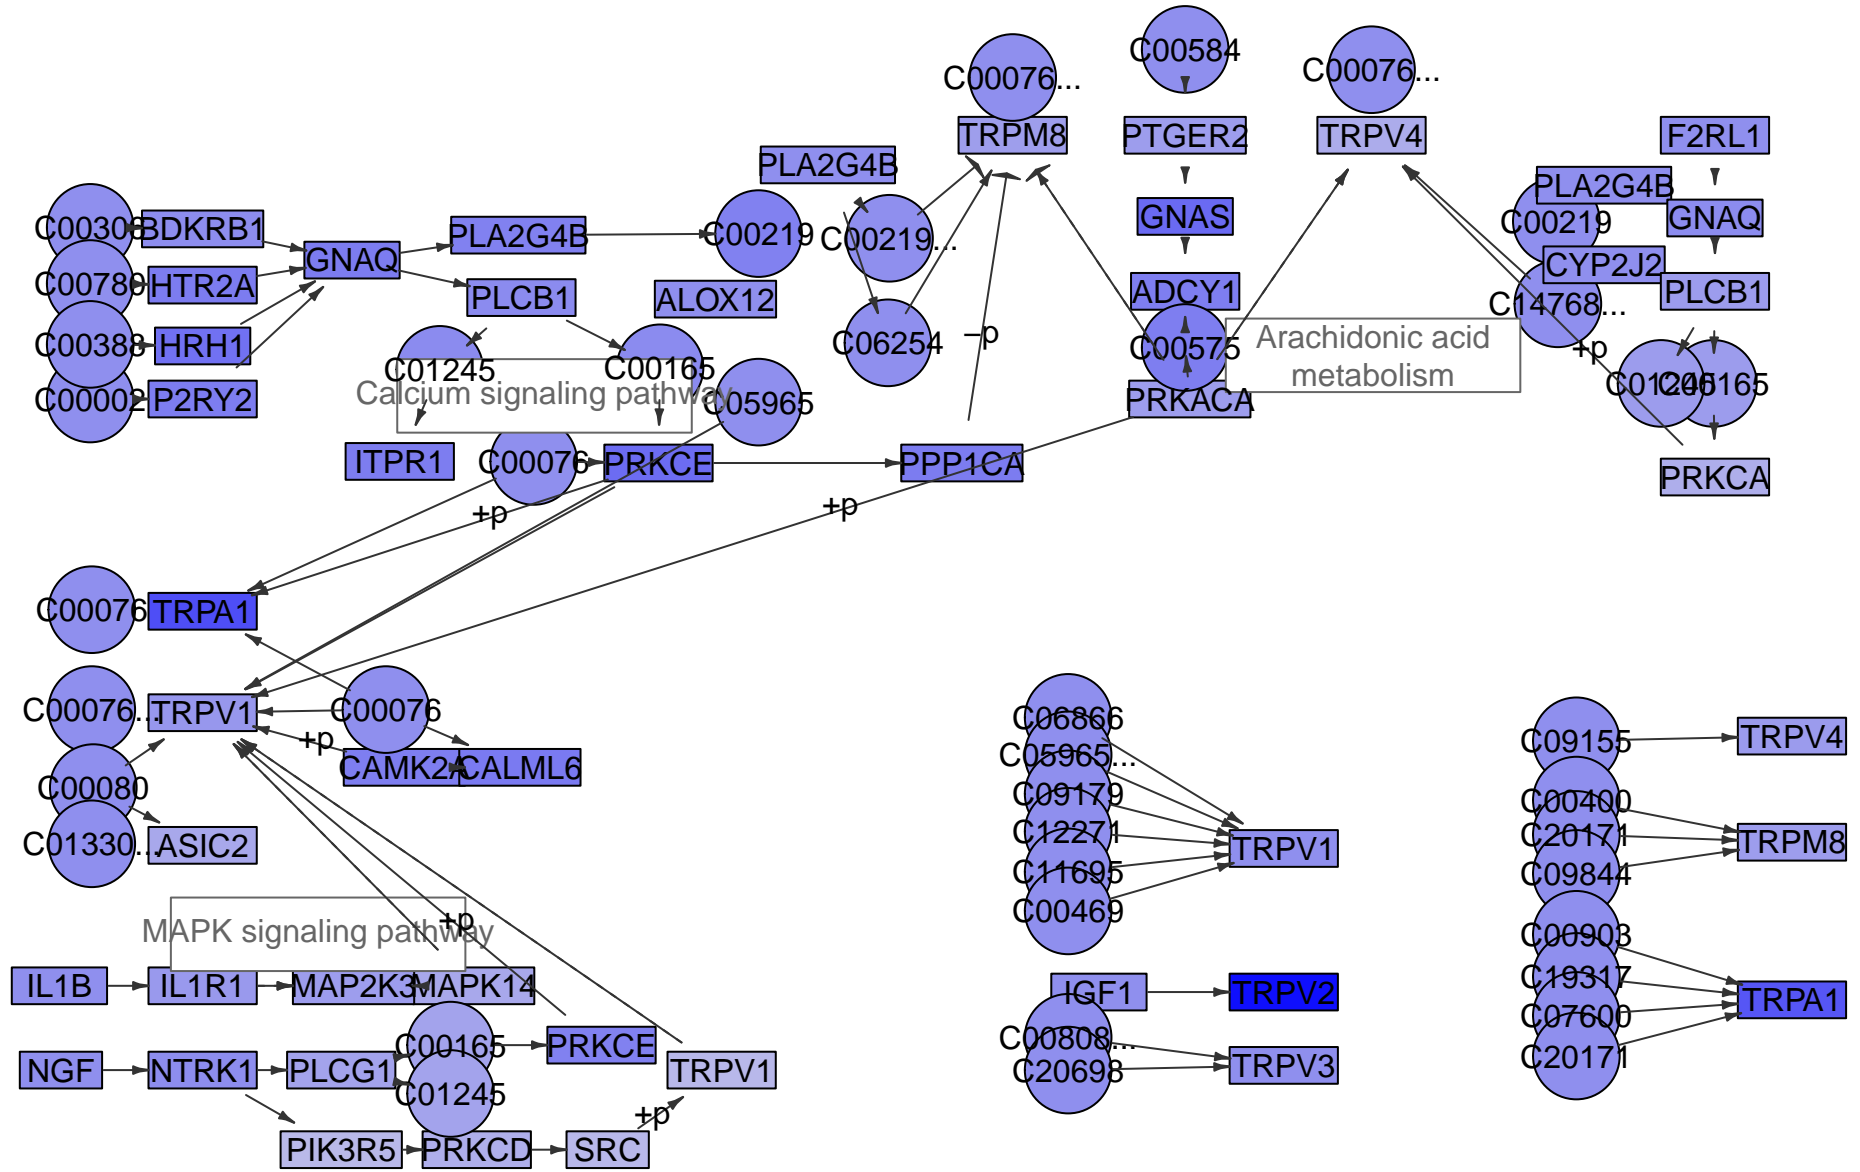 C00584
C00076...
C00076...
TRPM8
PTGER2
TRPV4
F2RL1
PLA2G4B
PLA2G4B
C00219
GNAS
GNAQ
BDKRB1
PLA2G4B
C00219
C00219...
GNAQ
CYP2J2
C00780
HTR2A
PLCB1
ALOX12
ADCY1
C14768...
PLCB1
C00388
HRH1
C06254
–p
C00575
Arachidonic acid
metabolism
+p
C01245
C00165
Calcium signaling pathway
C00002
P2RY2
C05965
PRKACA
C01245
C00165
ITPR1
C00076
PRKCE
PPP1CA
PRKCA
+p
+p
C00076
TRPA1
C00076...
TRPV1
C00076
C06866
C09155
TRPV4
+p
C05965...
CAMK2A
CALML6
C00080
C09179
C00400
C01330...
ASIC2
C12271
TRPV1
C20171
TRPM8
C11695
C09844
C00469
MAPK signaling pathway
+p
C00903
IL1B
IL1R1
MAP2K3
MAPK14
IGF1
TRPV2
C19317
TRPA1
C07600
C00165
PRKCE
C00808...
C20171
NGF
NTRK1
PLCG1
TRPV1
C20698
TRPV3
C01245
+p
PIK3R5
PRKCD
SRC